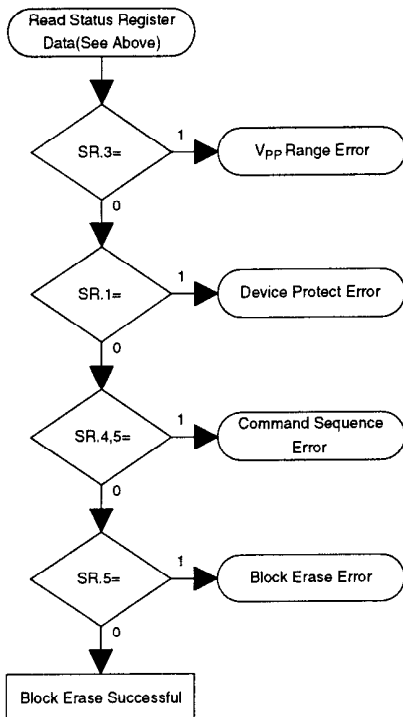 Read Status Register
Data(See Above)
SR.3=
1
VPP Range Error
0
SR.1=
1
Device Protect Error
0
SR.4,5=
1
Command Sequence
Error
0
SR.5=
1
Block Erase Error
0
Block Erase Successful